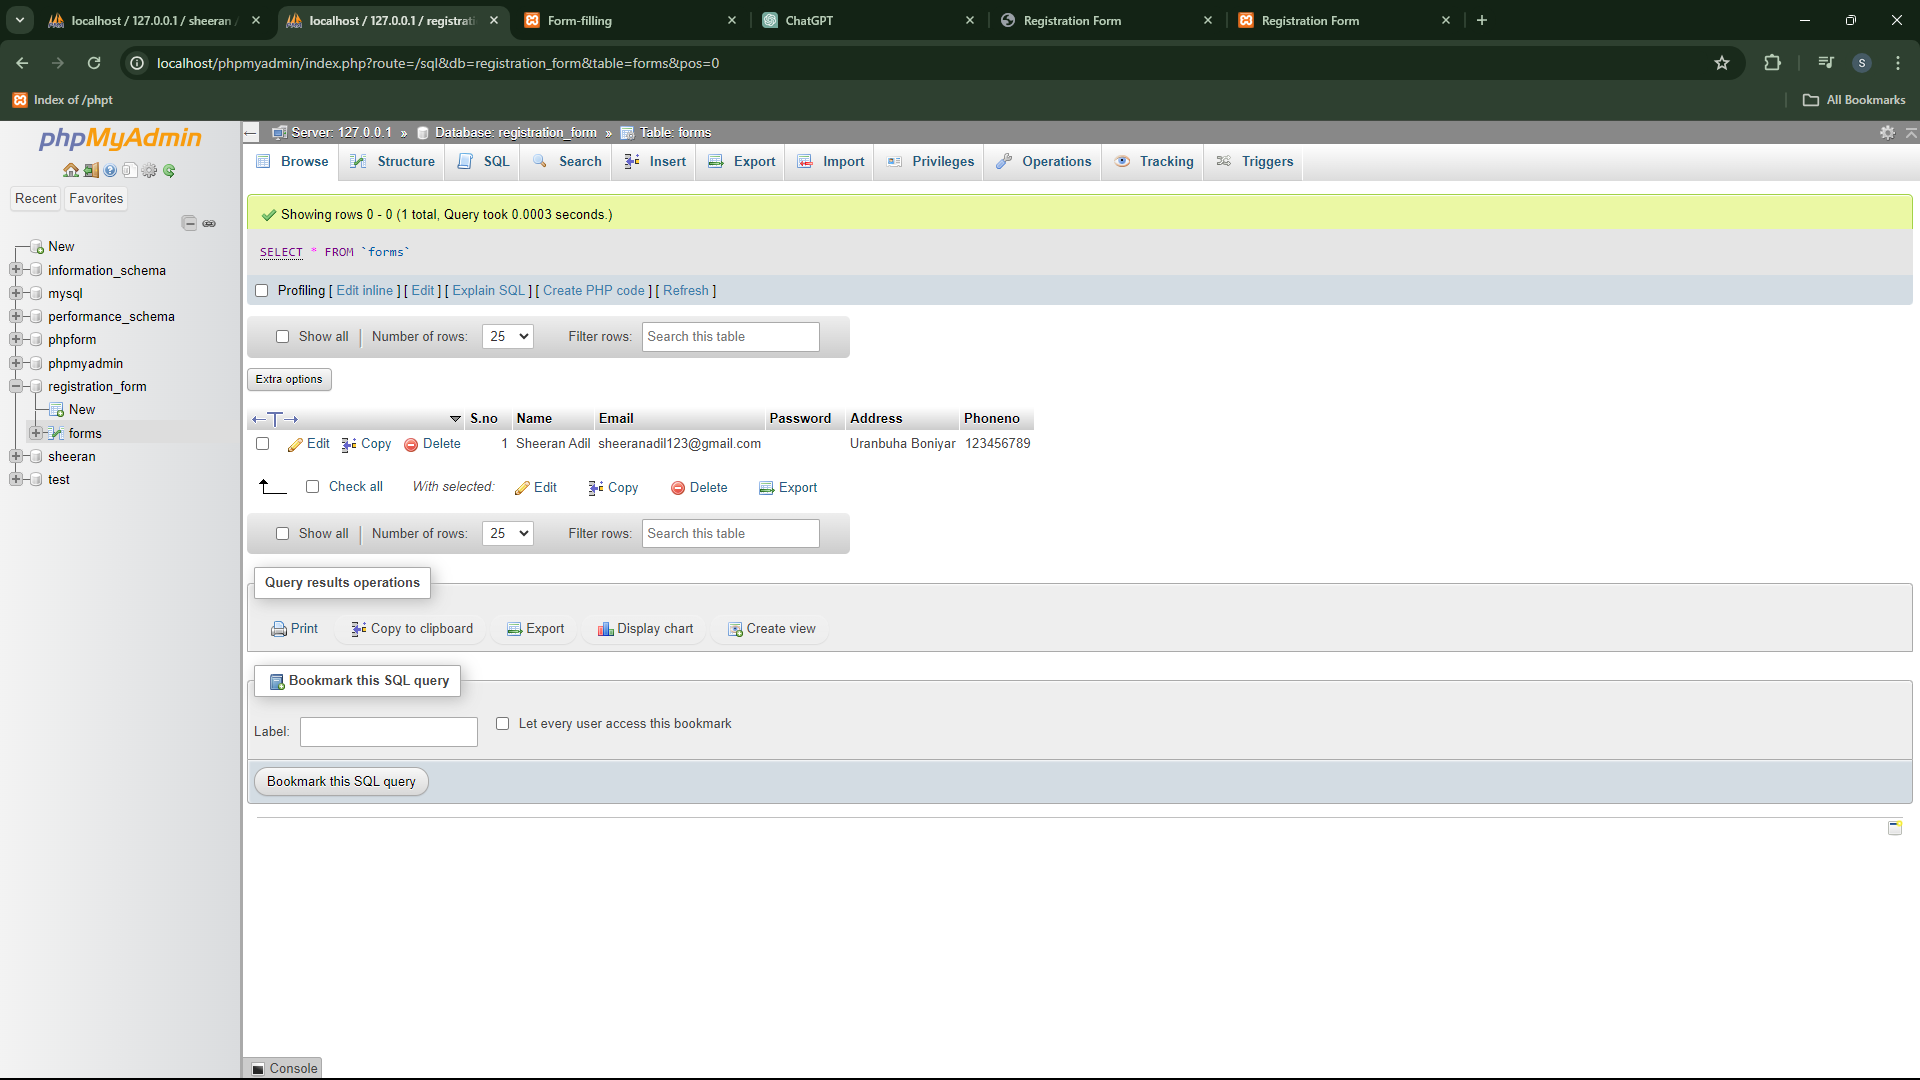 localhost / 127.0.0.1 / sheeran
localhost / 127.0.0.1 / registrati
Form-filling
ChatGPT
Registration Form
Registration Form
localhost/phpmyadmin/index.php?route=/sql&db=registration_form&table=forms&pos=0
S
Index of /phpt
All Bookmarks
phpMyAdmin
Recent Favorites
New
information_schema
mysql
performance_schema
phpform
phpmyadmin
registration_form
New
forms
sheeran
test
Server: 127.0.0.1 » Database: registration_form » Table: forms
Browse Structure SQL Search Insert Export Import Privileges Operations Tracking Triggers
Showing rows 0 - 0 (1 total, Query took 0.0003 seconds.)
SELECT * FROM `forms`
Profiling [ Edit inline ] [ Edit ] [ Explain SQL ] [ Create PHP code ] [ Refresh ]
Show all Number of rows: 25 Filter rows: Search this table
Extra options
←T→ S.no Name Email Password Address Phoneno
Edit Copy Delete 1 Sheeran Adil sheeranadil123@gmail.com Uranbuha Boniyar 123456789
Check all With selected: Edit Copy Delete Export
Show all Number of rows: 25 Filter rows: Search this table
Query results operations
Print Copy to clipboard Export Display chart Create view
Bookmark this SQL query
Label: Let every user access this bookmark
Bookmark this SQL query
Console